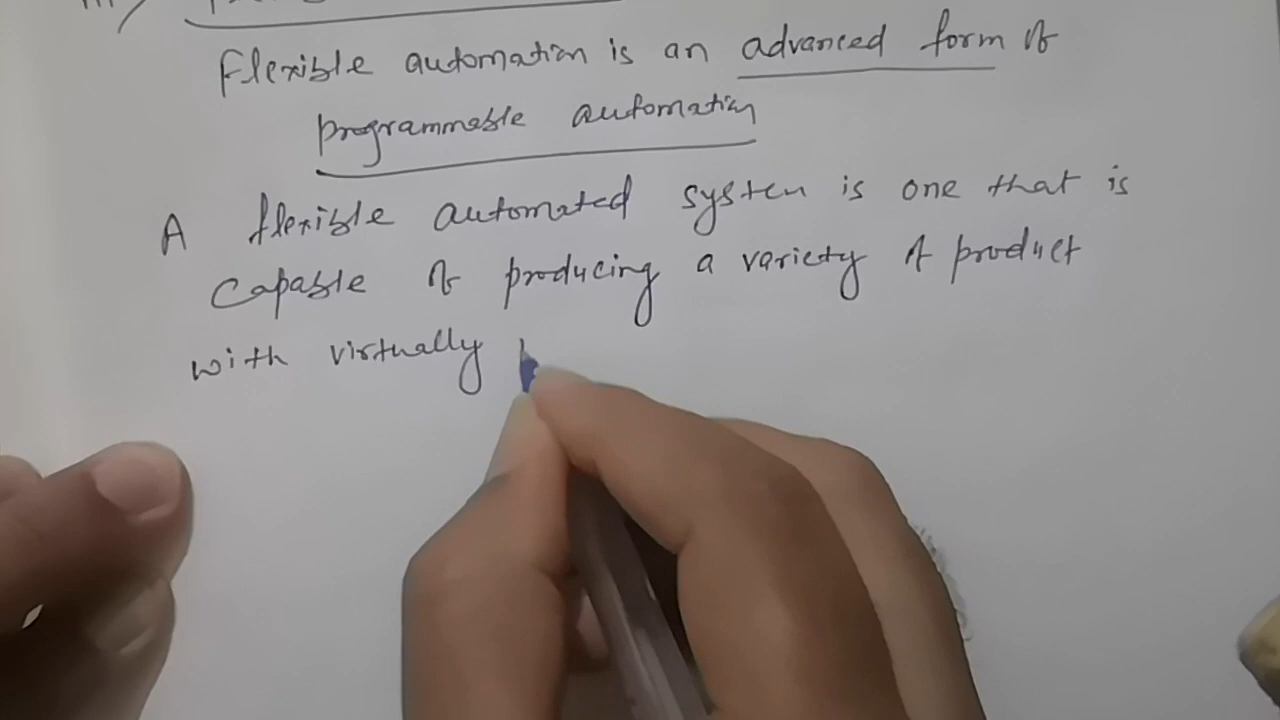 Flexible automation is an advanced form of
programmable automation
A flexible automated system is one that is
capable of producing a variety of product
with virtually